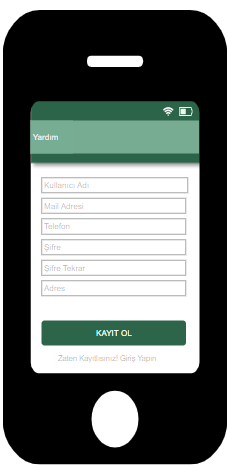 Yardım
Kullanıcı Adı
Mail Adresi
Telefon
Şifre
Şifre Tekrar
Adres
KAYIT OL
Zaten Kayıtlısınız! Giriş Yapın